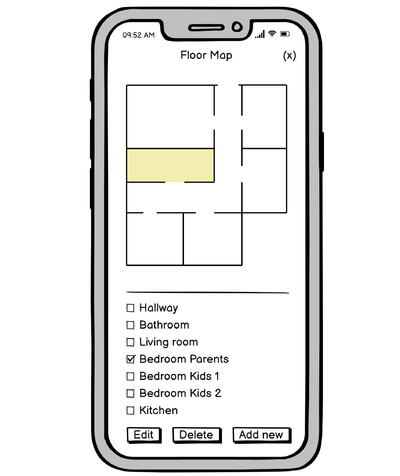 09:52 AM
Floor Map (x)
Hallway
Bathroom
Living room
Bedroom Parents
Bedroom Kids 1
Bedroom Kids 2
Kitchen
Edit Delete Add new